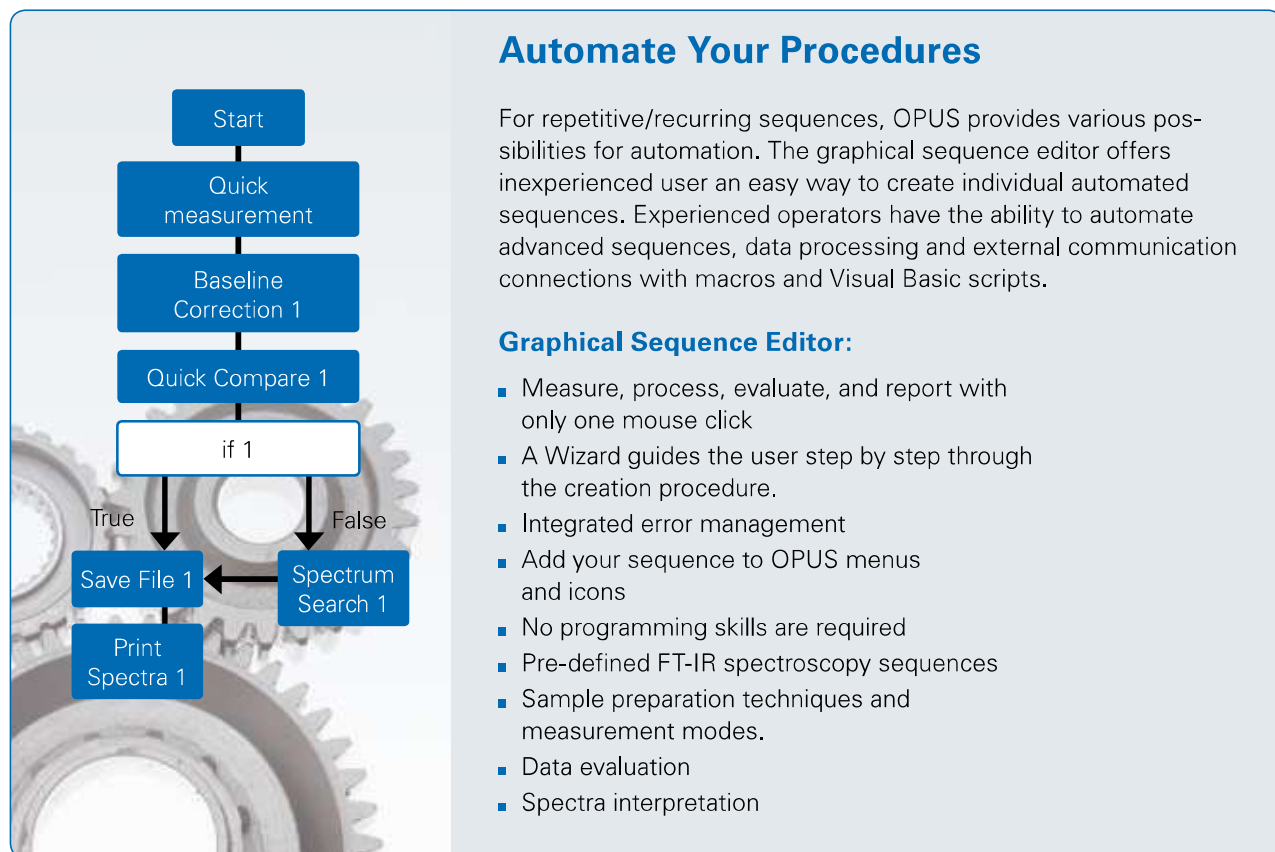 Start
Quick
measurement
Baseline
Correction 1
Quick Compare 1
if 1
True
False
Save File 1
Spectrum
Search 1
Print
Spectra 1
Automate Your Procedures
For repetitive/recurring sequences, OPUS provides various pos-
sibilities for automation. The graphical sequence editor offers
inexperienced user an easy way to create individual automated
sequences. Experienced operators have the ability to automate
advanced sequences, data processing and external communication
connections with macros and Visual Basic scripts.
Graphical Sequence Editor:
▪ Measure, process, evaluate, and report with
only one mouse click
▪ A Wizard guides the user step by step through
the creation procedure.
▪ Integrated error management
▪ Add your sequence to OPUS menus
and icons
▪ No programming skills are required
▪ Pre-defined FT-IR spectroscopy sequences
▪ Sample preparation techniques and
measurement modes.
▪ Data evaluation
▪ Spectra interpretation